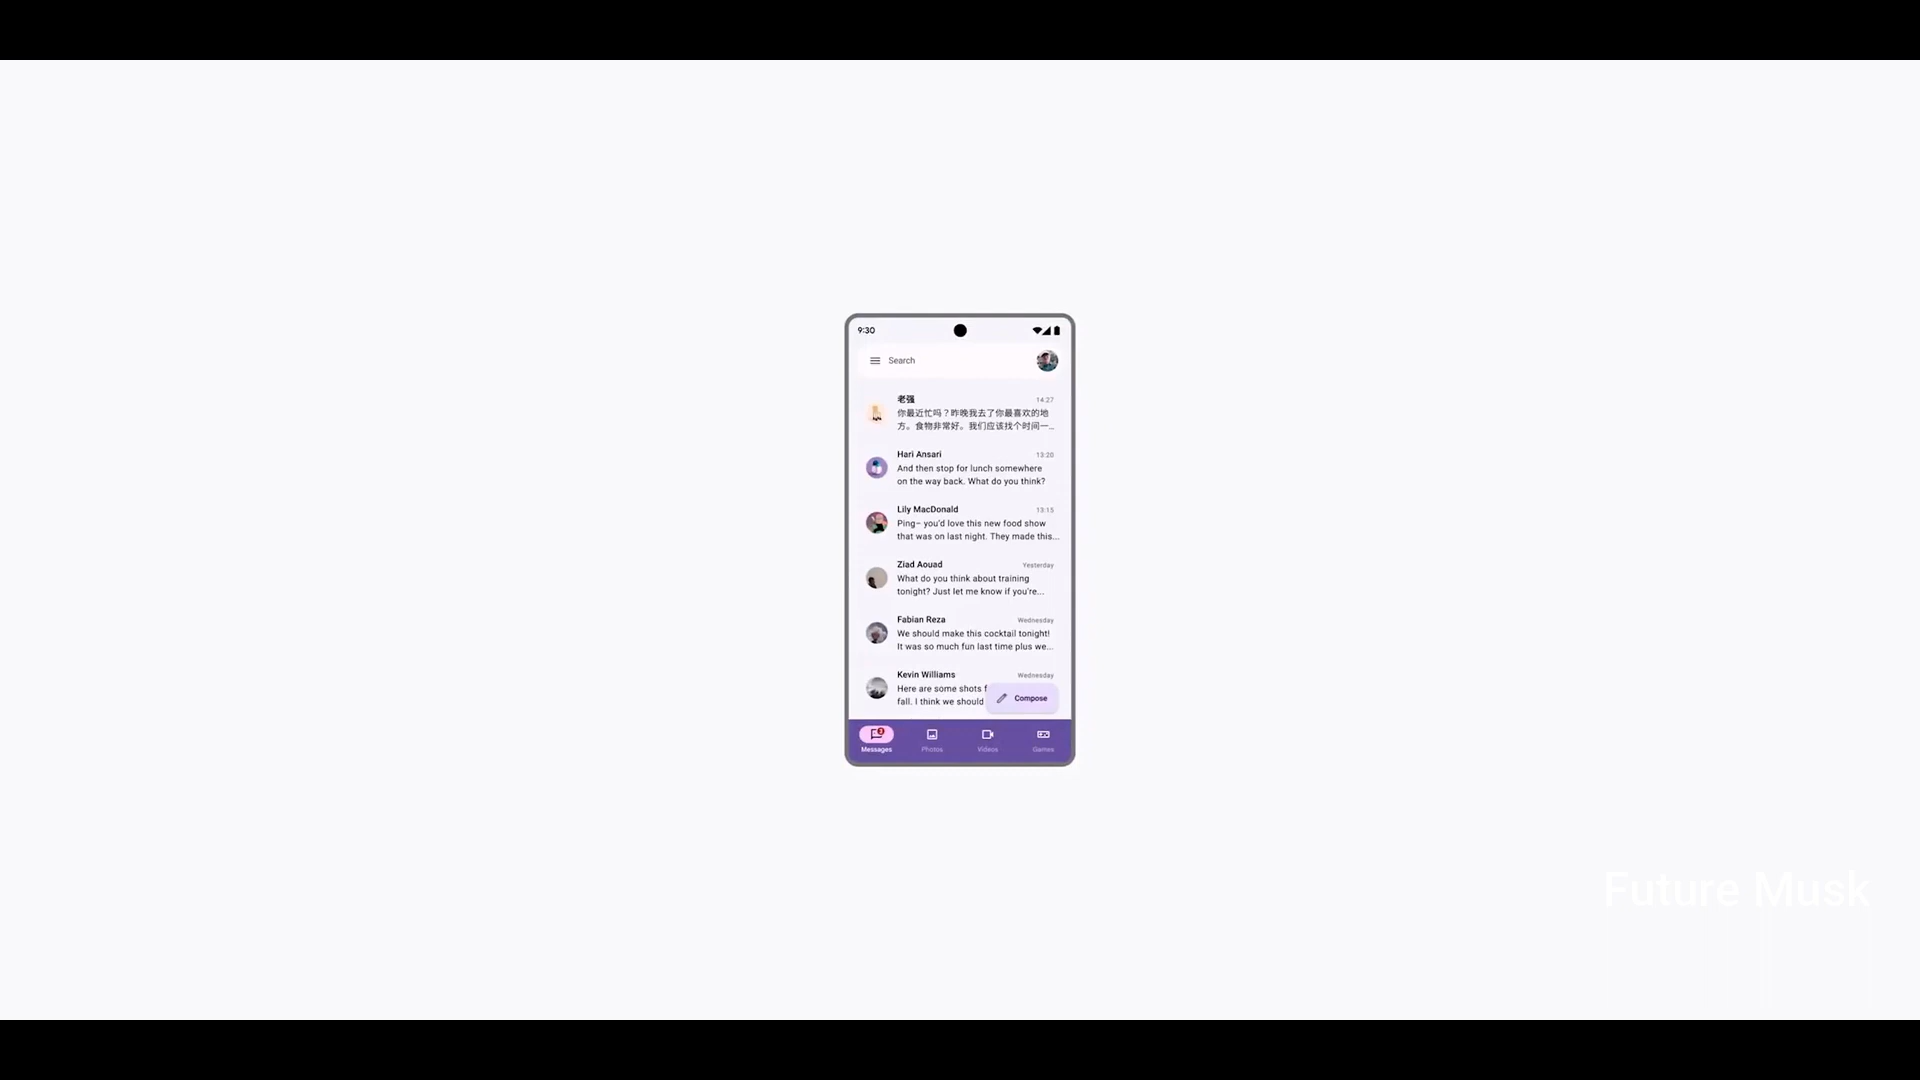 9:30
Search
老强 14:27
你最近忙吗？昨晚我去了你最喜欢的地
方。食物非常好。我们应该找个时间一…
Hari Ansari 13:20
And then stop for lunch somewhere
on the way back. What do you think?
Lily MacDonald 13:15
Ping– you'd love this new food show
that was on last night. They made this...
Ziad Aouad Yesterday
What do you think about training
tonight? Just let me know if you're...
Fabian Reza Wednesday
We should make this cocktail tonight!
It was so much fun last time plus we...
Kevin Williams Wednesday
Here are some shots
fall. I think we should
Compose
Messages Photos Videos Games
Future Musk